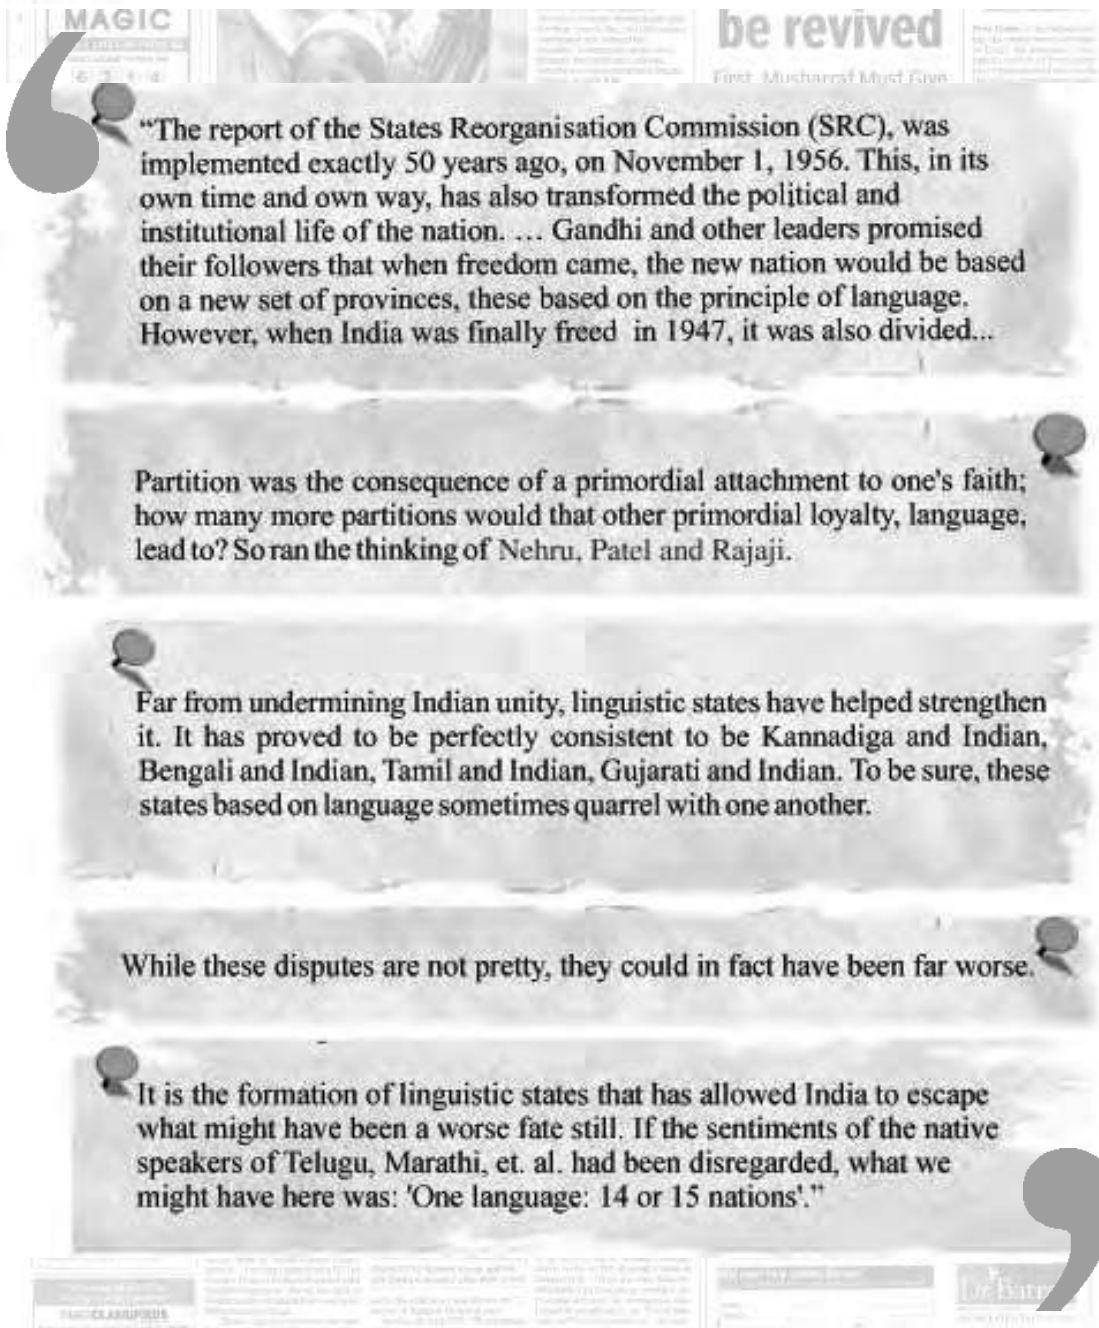 MAGIC
be revived
First, Musharraf Must Give
“The report of the States Reorganisation Commission (SRC), was
implemented exactly 50 years ago, on November 1, 1956. This, in its
own time and own way, has also transformed the political and
institutional life of the nation. … Gandhi and other leaders promised
their followers that when freedom came, the new nation would be based
on a new set of provinces, these based on the principle of language.
However, when India was finally freed in 1947, it was also divided...
Partition was the consequence of a primordial attachment to one's faith;
how many more partitions would that other primordial loyalty, language,
lead to? So ran the thinking of Nehru, Patel and Rajaji.
Far from undermining Indian unity, linguistic states have helped strengthen
it. It has proved to be perfectly consistent to be Kannadiga and Indian,
Bengali and Indian, Tamil and Indian, Gujarati and Indian. To be sure, these
states based on language sometimes quarrel with one another.
While these disputes are not pretty, they could in fact have been far worse.
It is the formation of linguistic states that has allowed India to escape
what might have been a worse fate still. If the sentiments of the native
speakers of Telugu, Marathi, et. al. had been disregarded, what we
might have here was: 'One language: 14 or 15 nations'.”